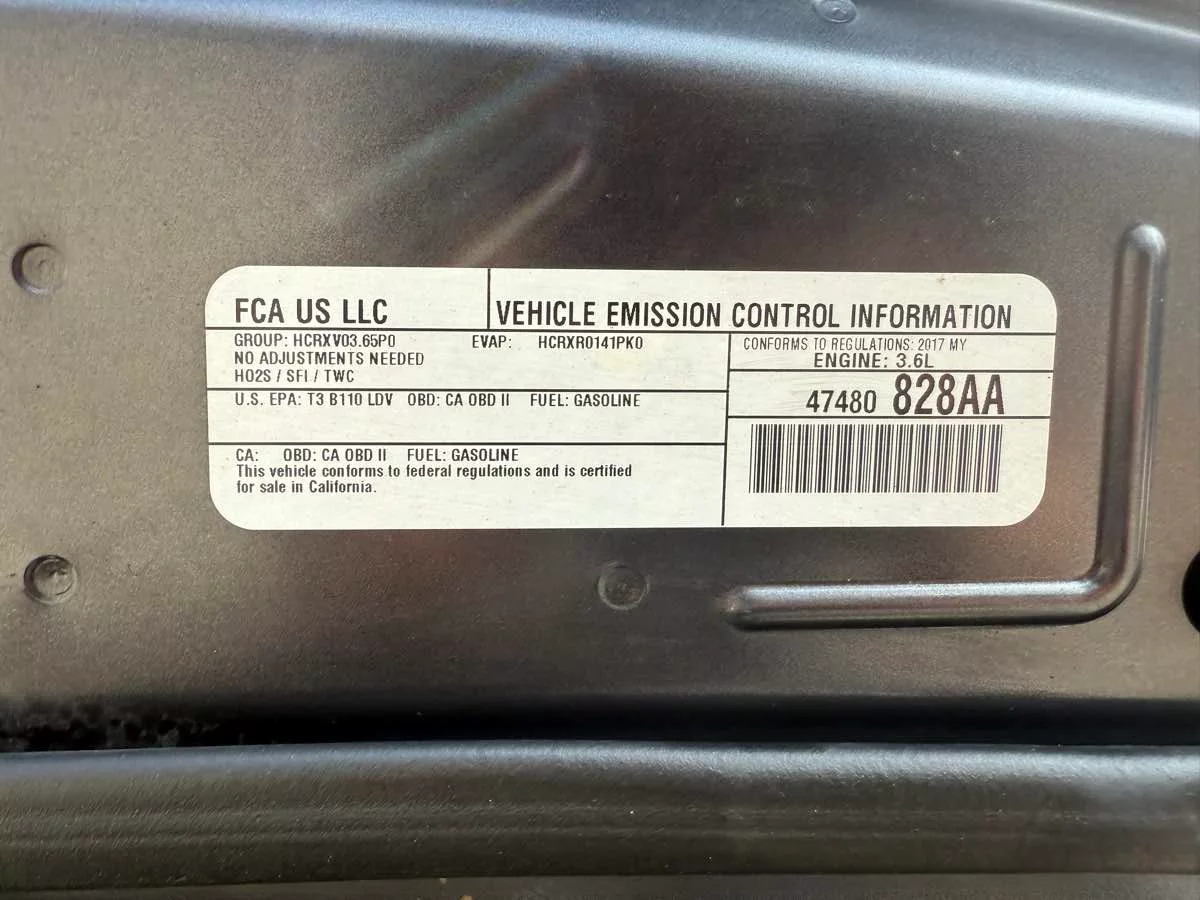 FCA US LLC
VEHICLE EMISSION CONTROL INFORMATION
GROUP: HCRXV03.65P0 EVAP: HCRXR0141PK0
NO ADJUSTMENTS NEEDED
HO2S / SFI / TWC
CONFORMS TO REGULATIONS: 2017 MY
ENGINE: 3.6L
U.S. EPA: T3 B110 LDV OBD: CA OBD II FUEL: GASOLINE
47480 828AA
CA: OBD: CA OBD II FUEL: GASOLINE
This vehicle conforms to federal regulations and is certified
for sale in California.